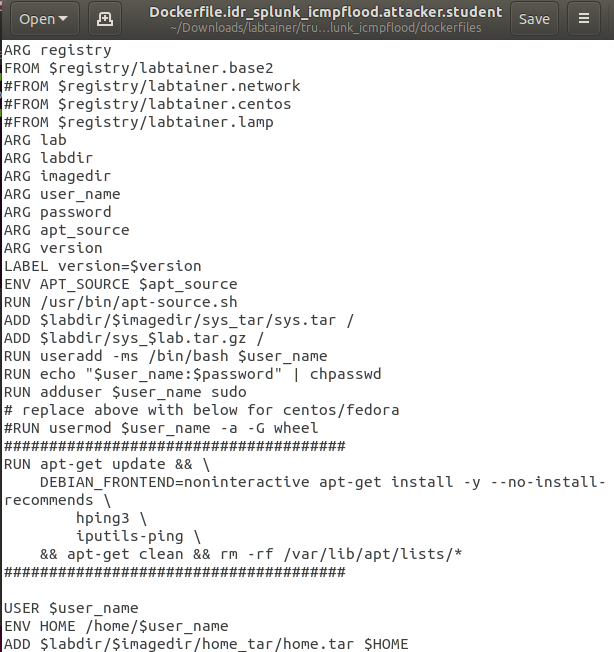 Open
Dockerfile.idr_splunk_icmpflood.attacker.student
~/Downloads/labtainer/tru…lunk_icmpflood/dockerfiles
Save
ARG registry
FROM $registry/labtainer.base2
#FROM $registry/labtainer.network
#FROM $registry/labtainer.centos
#FROM $registry/labtainer.lamp
ARG lab
ARG labdir
ARG imagedir
ARG user_name
ARG password
ARG apt_source
ARG version
LABEL version=$version
ENV APT_SOURCE $apt_source
RUN /usr/bin/apt-source.sh
ADD $labdir/$imagedir/sys_tar/sys.tar /
ADD $labdir/sys_$lab.tar.gz /
RUN useradd -ms /bin/bash $user_name
RUN echo "$user_name:$password" | chpasswd
RUN adduser $user_name sudo
# replace above with below for centos/fedora
#RUN usermod $user_name -a -G wheel
######################################
RUN apt-get update && \
    DEBIAN_FRONTEND=noninteractive apt-get install -y --no-install-
recommends \
        hping3 \
        iputils-ping \
    && apt-get clean && rm -rf /var/lib/apt/lists/*
######################################
USER $user_name
ENV HOME /home/$user_name
ADD $labdir/$imagedir/home_tar/home.tar $HOME